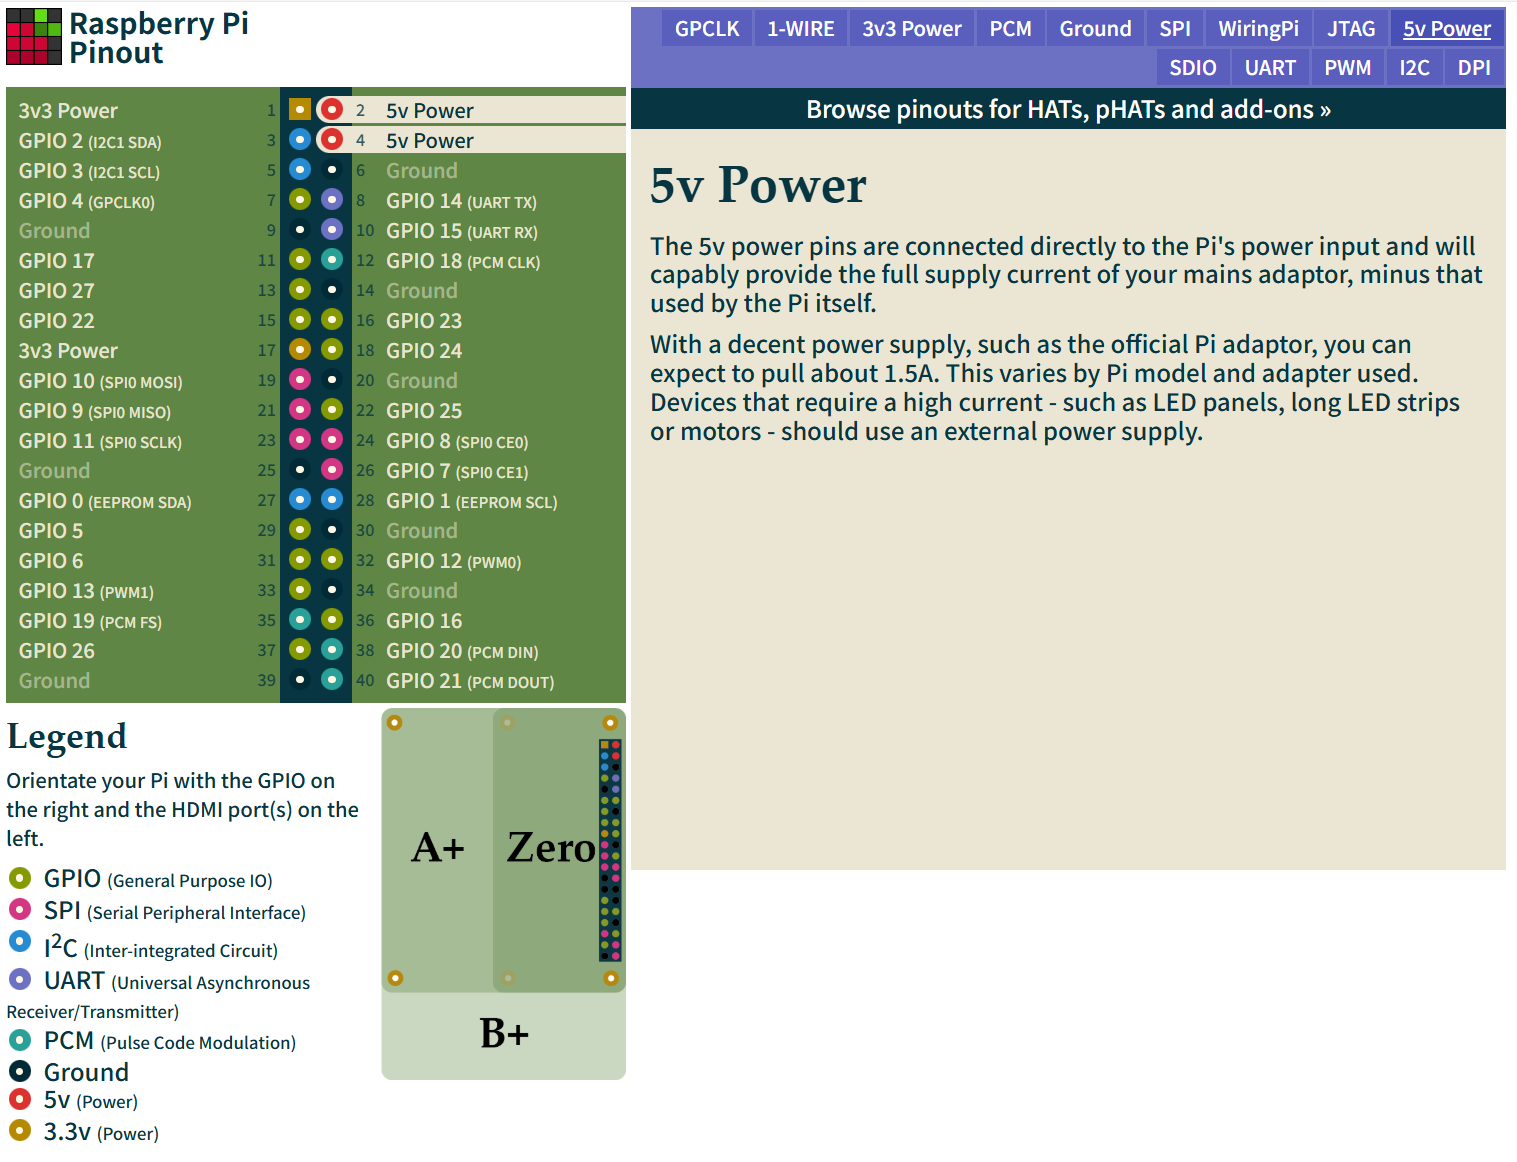 Raspberry Pi
Pinout
GPCLK 1-WIRE 3v3 Power PCM Ground SPI WiringPi JTAG 5v Power
SDIO UART PWM I2C DPI
Browse pinouts for HATs, pHATs and add-ons »
3v3 Power 1 2 5v Power
GPIO 2 (I2C1 SDA) 3 4 5v Power
GPIO 3 (I2C1 SCL) 5 6 Ground
GPIO 4 (GPCLK0) 7 8 GPIO 14 (UART TX)
Ground 9 10 GPIO 15 (UART RX)
GPIO 17 11 12 GPIO 18 (PCM CLK)
GPIO 27 13 14 Ground
GPIO 22 15 16 GPIO 23
3v3 Power 17 18 GPIO 24
GPIO 10 (SPI0 MOSI) 19 20 Ground
GPIO 9 (SPI0 MISO) 21 22 GPIO 25
GPIO 11 (SPI0 SCLK) 23 24 GPIO 8 (SPI0 CE0)
Ground 25 26 GPIO 7 (SPI0 CE1)
GPIO 0 (EEPROM SDA) 27 28 GPIO 1 (EEPROM SCL)
GPIO 5 29 30 Ground
GPIO 6 31 32 GPIO 12 (PWM0)
GPIO 13 (PWM1) 33 34 Ground
GPIO 19 (PCM FS) 35 36 GPIO 16
GPIO 26 37 38 GPIO 20 (PCM DIN)
Ground 39 40 GPIO 21 (PCM DOUT)
5v Power
The 5v power pins are connected directly to the Pi's power input and will
capably provide the full supply current of your mains adaptor, minus that
used by the Pi itself.
With a decent power supply, such as the official Pi adaptor, you can
expect to pull about 1.5A. This varies by Pi model and adapter used.
Devices that require a high current - such as LED panels, long LED strips
or motors - should use an external power supply.
Legend
Orientate your Pi with the GPIO on
the right and the HDMI port(s) on the
left.
GPIO (General Purpose IO)
SPI (Serial Peripheral Interface)
I²C (Inter-integrated Circuit)
UART (Universal Asynchronous
Receiver/Transmitter)
PCM (Pulse Code Modulation)
Ground
5v (Power)
3.3v (Power)
A+ Zero
B+